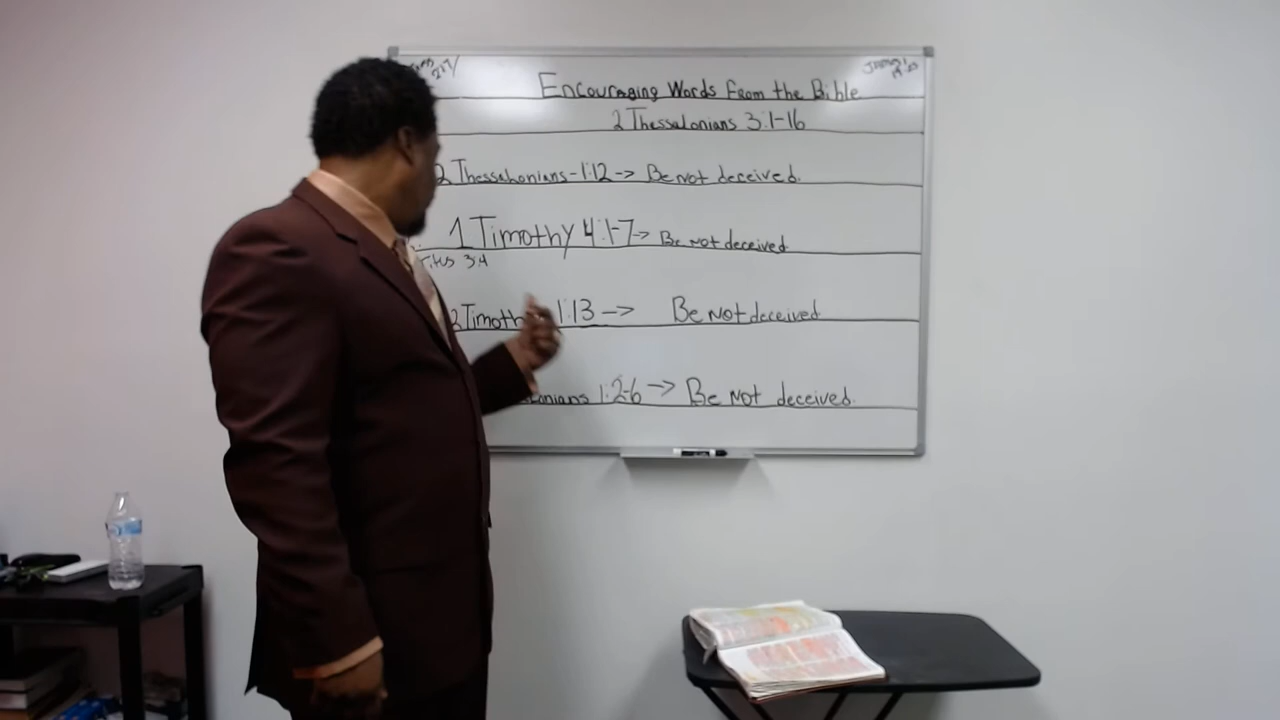 Encouraging Words From the Bible
2 Thessalonians 3:1-16
2 Thessalonians-1:12-> Be not deceived.
1 Timothy 4:1-7-> Be not deceived
Titus 3:4
2 Timoth 1:13 -> Be Not deceived
1:2-6 -> Be Not deceived.